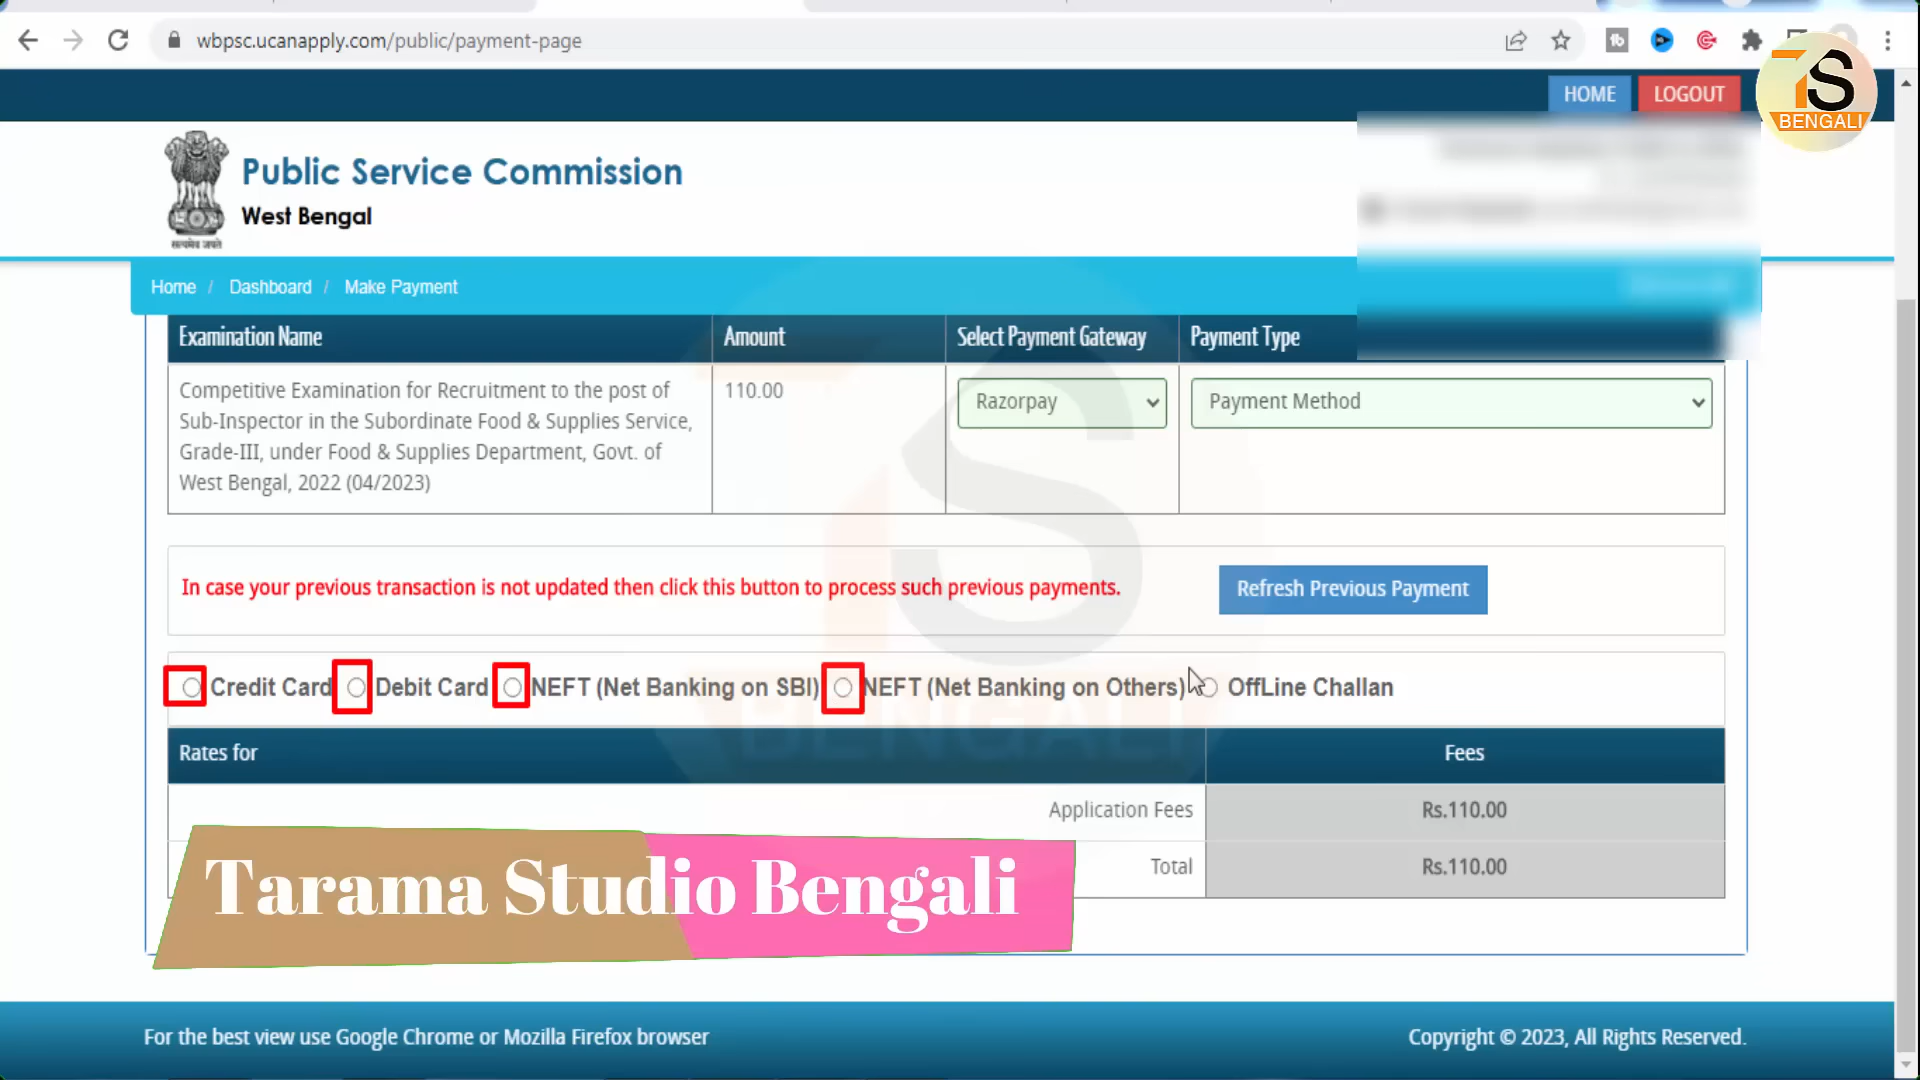 wbpsc.ucanapply.com/public/payment-page
HOME
LOGOUT
S
BENGALI
Public Service Commission
West Bengal
सत्यमेव जयते
Home / Dashboard / Make Payment
Examination Name
Amount
Select Payment Gateway
Payment Type
Competitive Examination for Recruitment to the post of
Sub-Inspector in the Subordinate Food & Supplies Service,
Grade-III, under Food & Supplies Department, Govt. of
West Bengal, 2022 (04/2023)
110.00
Razorpay
Payment Method
In case your previous transaction is not updated then click this button to process such previous payments.
Refresh Previous Payment
Credit Card Debit Card NEFT (Net Banking on SBI) NEFT (Net Banking on Others) OffLine Challan
BENGALI
Rates for
Fees
Application Fees
Rs.110.00
Total
Rs.110.00
Tarama Studio Bengali
For the best view use Google Chrome or Mozilla Firefox browser
Copyright © 2023, All Rights Reserved.